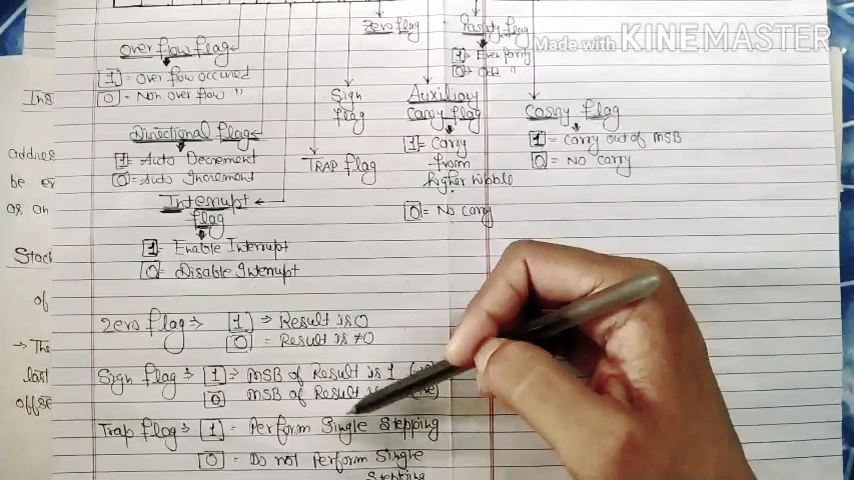 Zero flag
Parity flag
Made with KINEMASTER
1 = Even parity
0 = odd "
Over flow flag
1 = Over flow occured
0 = Non over flow "
Sign
flag
Auxiliary
Carry flag
1 = Carry
from
higher nibble
0 = No carry
Carry flag
1 = Carry out of MSB
0 = No carry
Directional flag
1 = Auto Decrement
0 = Auto Increment
TRAP flag
Interrupt
flag
1 = Enable Interrupt
0 = Disable Interrupt
Ins
addres
be er
as an
Stack
of
→ The
last
offse
Zero flag ⇒ 1 ⇒ Result is 0
0 = Result is ≠0
Sign flag ⇒ 1 ⇒ MSB of Result is 1
0 MSB of Result
Trap flag ⇒ 1 = Perform Single Stepping
0 = Do not Perform Single
Stepping